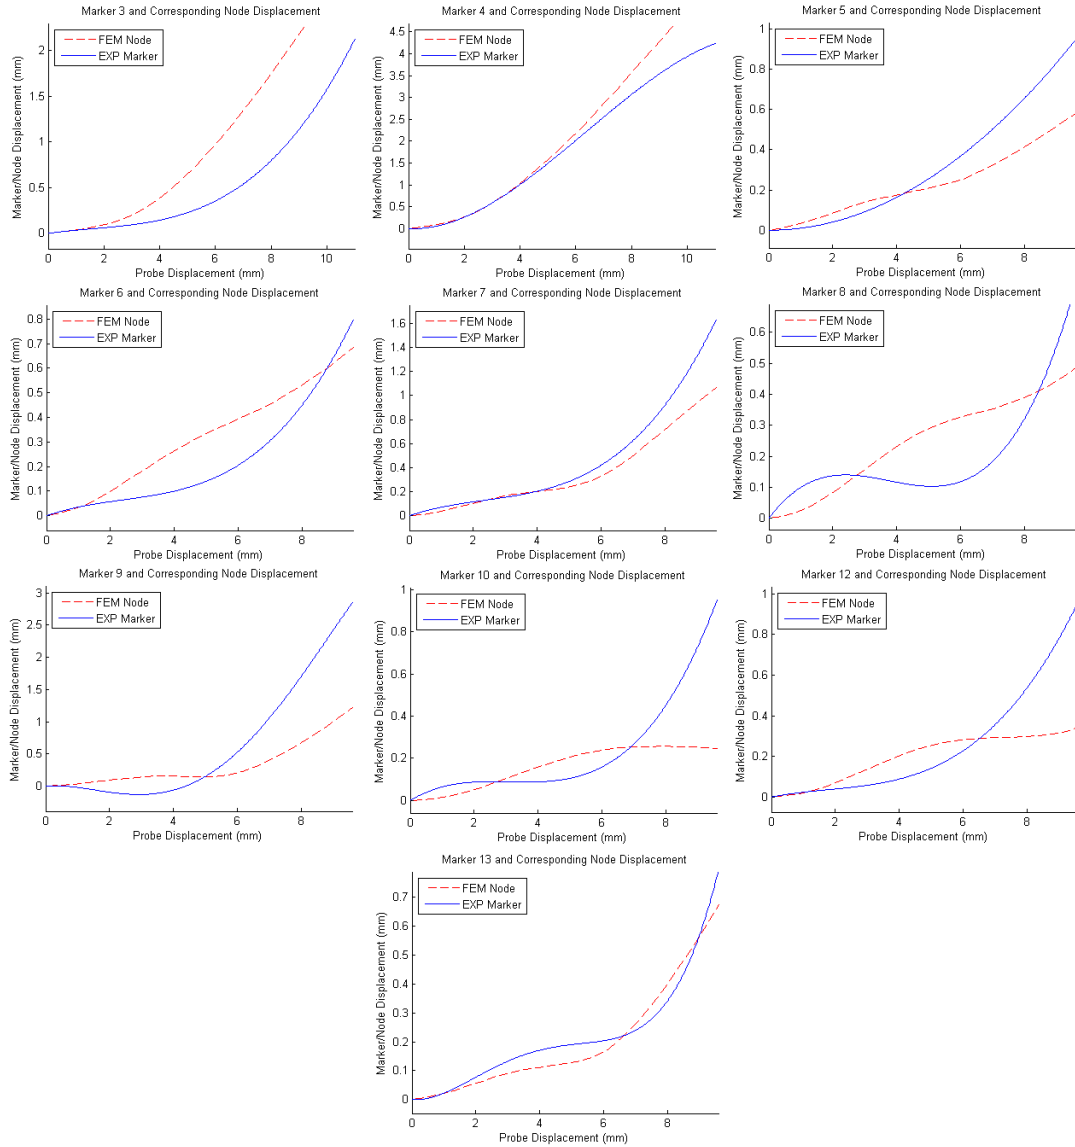 Marker 3 and Corresponding Node Displacement
FEM Node
EXP Marker
Marker/Node Displacement (mm)
2
1.5
1
0.5
0
0 2 4 6 8 10
Probe Displacement (mm)
Marker 4 and Corresponding Node Displacement
FEM Node
EXP Marker
Marker/Node Displacement (mm)
4.5
4
3.5
3
2.5
2
1.5
1
0.5
0
0 2 4 6 8 10
Probe Displacement (mm)
Marker 5 and Corresponding Node Displacement
FEM Node
EXP Marker
Marker/Node Displacement (mm)
1
0.8
0.6
0.4
0.2
0
0 2 4 6 8
Probe Displacement (mm)
Marker 6 and Corresponding Node Displacement
FEM Node
EXP Marker
Marker/Node Displacement (mm)
0.8
0.7
0.6
0.5
0.4
0.3
0.2
0.1
0
0 2 4 6 8
Probe Displacement (mm)
Marker 7 and Corresponding Node Displacement
FEM Node
EXP Marker
Marker/Node Displacement (mm)
1.6
1.4
1.2
1
0.8
0.6
0.4
0.2
0
0 2 4 6 8
Probe Displacement (mm)
Marker 8 and Corresponding Node Displacement
FEM Node
EXP Marker
Marker/Node Displacement (mm)
0.6
0.5
0.4
0.3
0.2
0.1
0
0 2 4 6 8
Probe Displacement (mm)
Marker 9 and Corresponding Node Displacement
FEM Node
EXP Marker
Marker/Node Displacement (mm)
3
2.5
2
1.5
1
0.5
0
0 2 4 6 8
Probe Displacement (mm)
Marker 10 and Corresponding Node Displacement
FEM Node
EXP Marker
Marker/Node Displacement (mm)
1
0.8
0.6
0.4
0.2
0
0 2 4 6 8
Probe Displacement (mm)
Marker 12 and Corresponding Node Displacement
FEM Node
EXP Marker
Marker/Node Displacement (mm)
1
0.8
0.6
0.4
0.2
0
0 2 4 6 8
Probe Displacement (mm)
Marker 13 and Corresponding Node Displacement
FEM Node
EXP Marker
Marker/Node Displacement (mm)
0.7
0.6
0.5
0.4
0.3
0.2
0.1
0
0 2 4 6 8
Probe Displacement (mm)